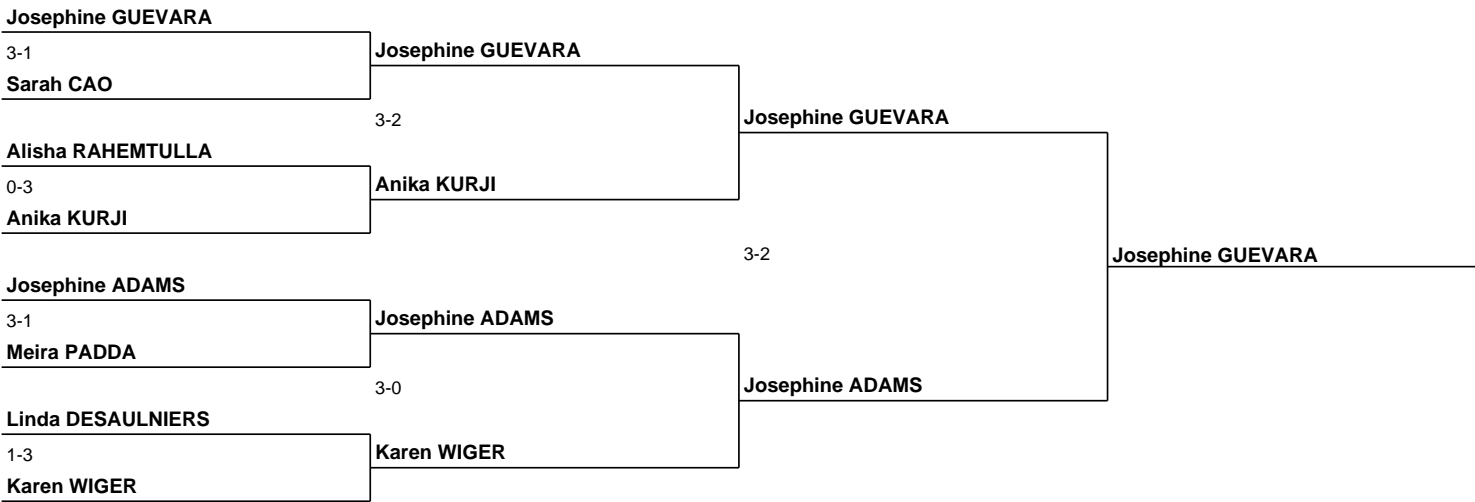 Josephine GUEVARA
3-1
Sarah CAO
Alisha RAHEMTULLA
0-3
Anika KURJI
Josephine ADAMS
3-1
Meira PADDA
Linda DESAULNIERS
1-3
Karen WIGER
Josephine GUEVARA
3-2
Anika KURJI
Josephine ADAMS
3-0
Karen WIGER
Josephine GUEVARA
3-2
Josephine ADAMS
Josephine GUEVARA